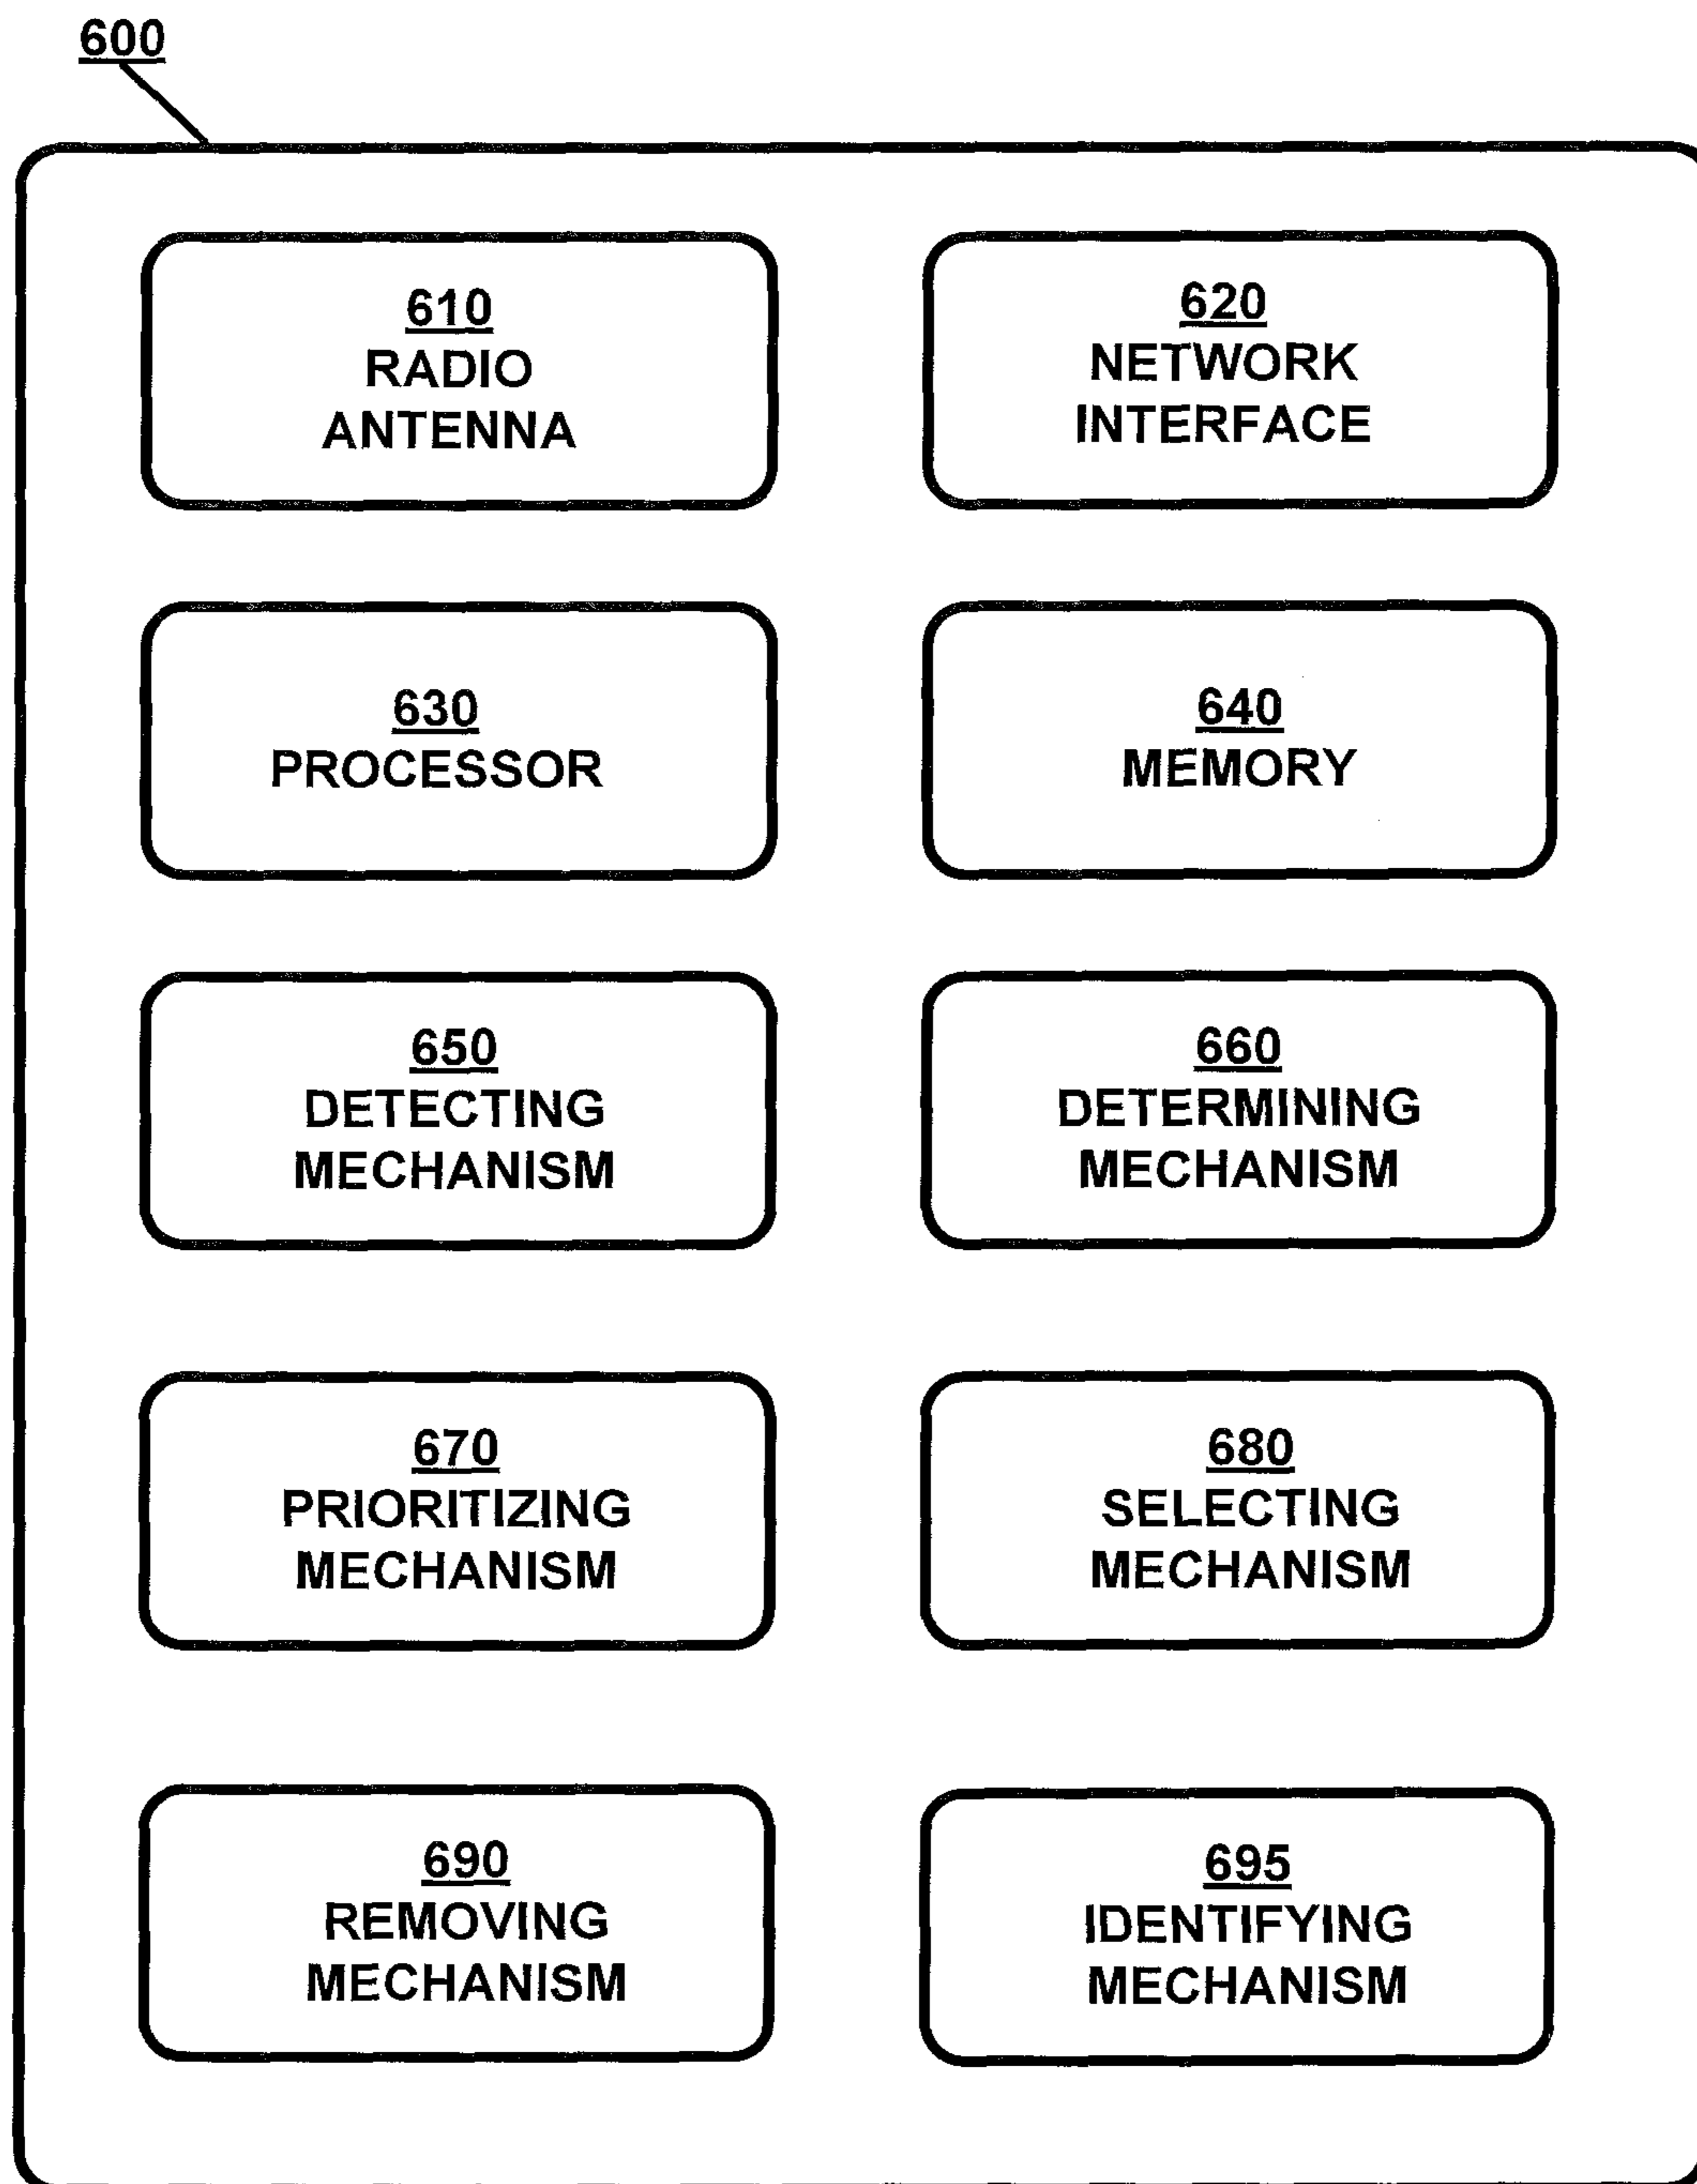 600
610
RADIO
ANTENNA
620
NETWORK
INTERFACE
630
PROCESSOR
640
MEMORY
650
DETECTING
MECHANISM
660
DETERMINING
MECHANISM
670
PRIORITIZING
MECHANISM
680
SELECTING
MECHANISM
690
REMOVING
MECHANISM
695
IDENTIFYING
MECHANISM